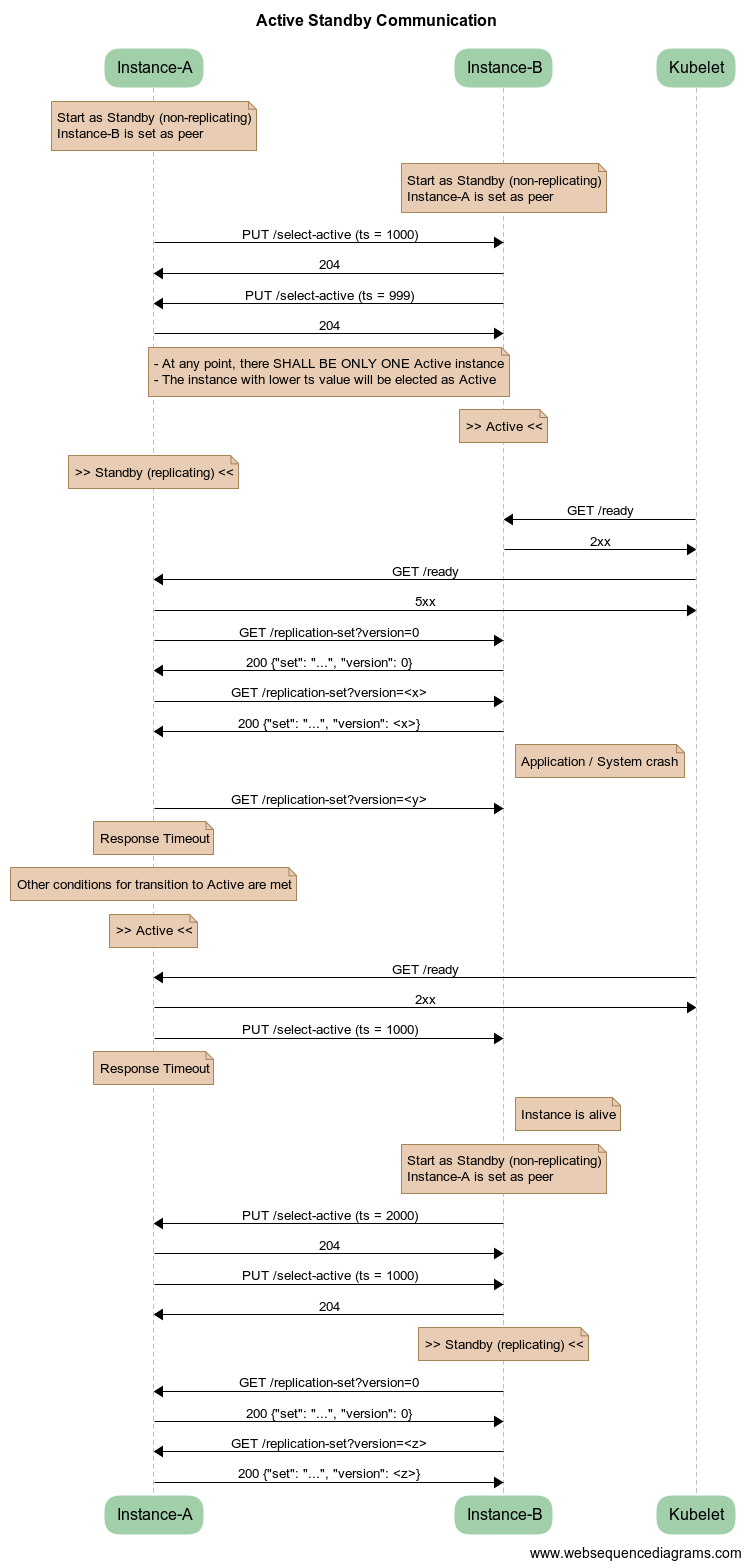 Active Standby Communication
Instance-A
Instance-B
Kubelet
Start as Standby (non-replicating)
Instance-B is set as peer
Start as Standby (non-replicating)
Instance-A is set as peer
PUT /select-active (ts = 1000)
204
PUT /select-active (ts = 999)
204
- At any point, there SHALL BE ONLY ONE Active instance
- The instance with lower ts value will be elected as Active
>> Active <<
>> Standby (replicating) <<
GET /ready
2xx
GET /ready
5xx
GET /replication-set?version=0
200 {"set": "...", "version": 0}
GET /replication-set?version=<x>
200 {"set": "...", "version": <x>}
Application / System crash
GET /replication-set?version=<y>
Response Timeout
Other conditions for transition to Active are met
>> Active <<
GET /ready
2xx
PUT /select-active (ts = 1000)
Response Timeout
Instance is alive
Start as Standby (non-replicating)
Instance-A is set as peer
PUT /select-active (ts = 2000)
204
PUT /select-active (ts = 1000)
204
>> Standby (replicating) <<
GET /replication-set?version=0
200 {"set": "...", "version": 0}
GET /replication-set?version=<z>
200 {"set": "...", "version": <z>}
Instance-A
Instance-B
Kubelet
www.websequencediagrams.com